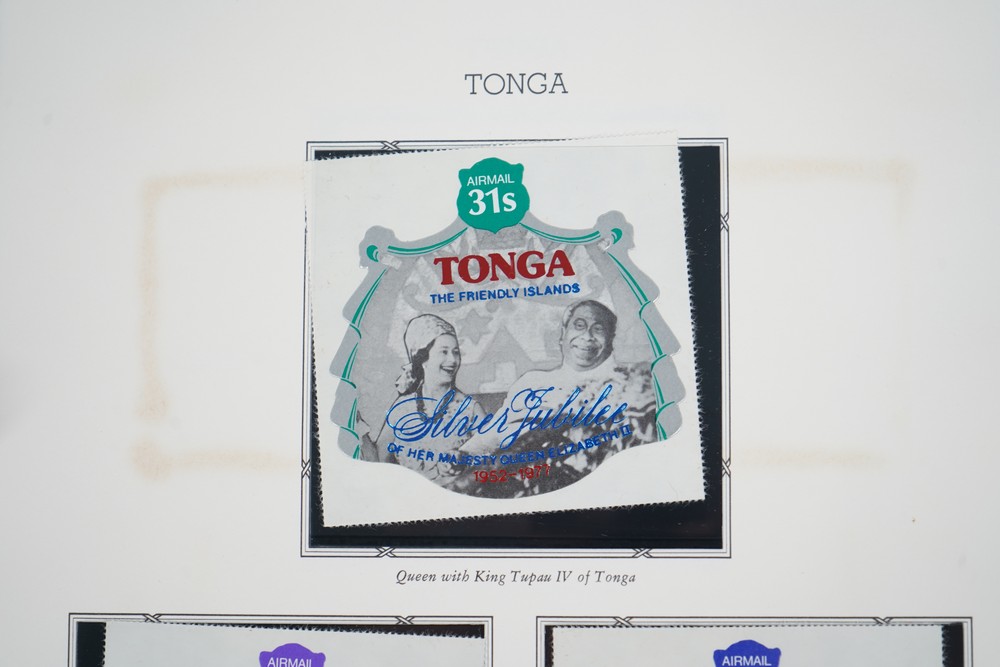 TONGA
AIRMAIL
31s
TONGA
THE FRIENDLY ISLANDS
Silver Jubilee
OF HER MAJESTY QUEEN ELIZABETH II
1952-1977
Queen with King Tupau IV of Tonga
AIRMAIL
AIRMAIL